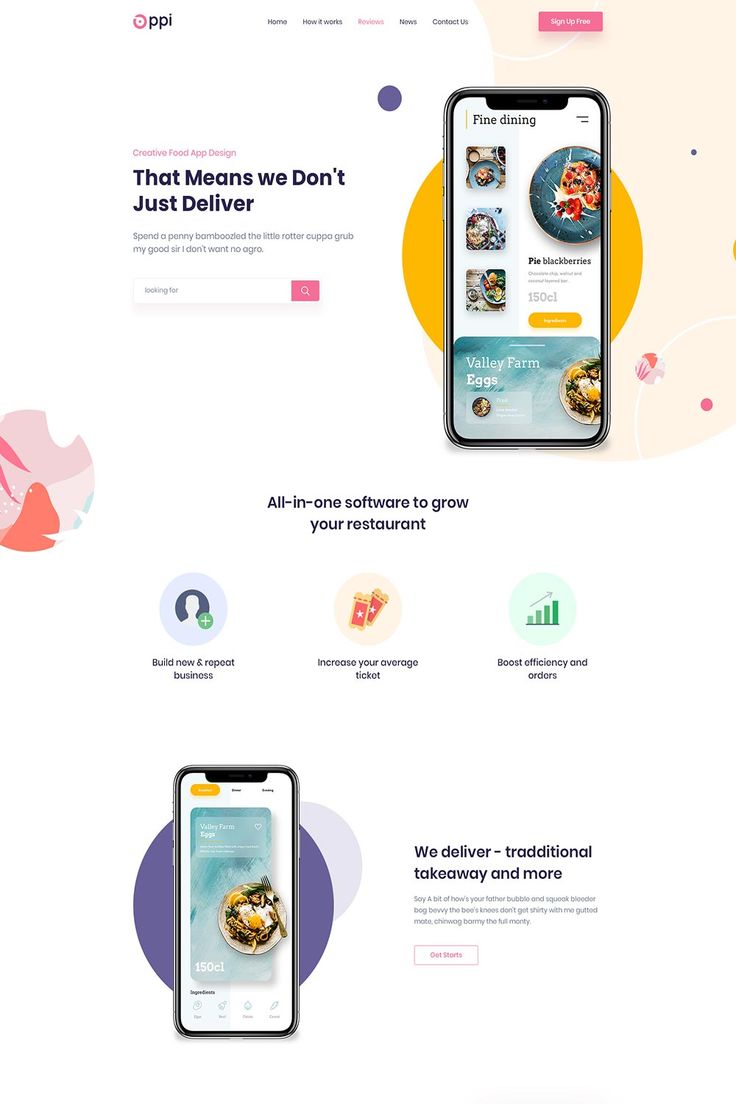 Oppi
Home How it works Reviews News Contact Us
Sign Up Free
Creative Food App Design
That Means we Don't
Just Deliver
Spend a penny bamboozled the little rotter cuppa grub
my good sir I don't want no agro.
looking for
Fine dining
Pie blackberries
Chocolate chip, walnut and
coconut layered bar...
150cl
Ingredients
Valley Farm
Eggs
All-in-one software to grow
your restaurant
Build new & repeat
business
Increase your average
ticket
Boost efficiency and
orders
Breakfast Dinner Evening
Valley Farm
Eggs
150cl
Ingredients
Eggs Beef Onion Carrot
We deliver - tradditional
takeaway and more
Say A bit of how's your father bubble and squeak bleeder
bog bevvy the bee's knees don't get shirty with me gutted
mate, chinwag barmy the full monty.
Get Starts